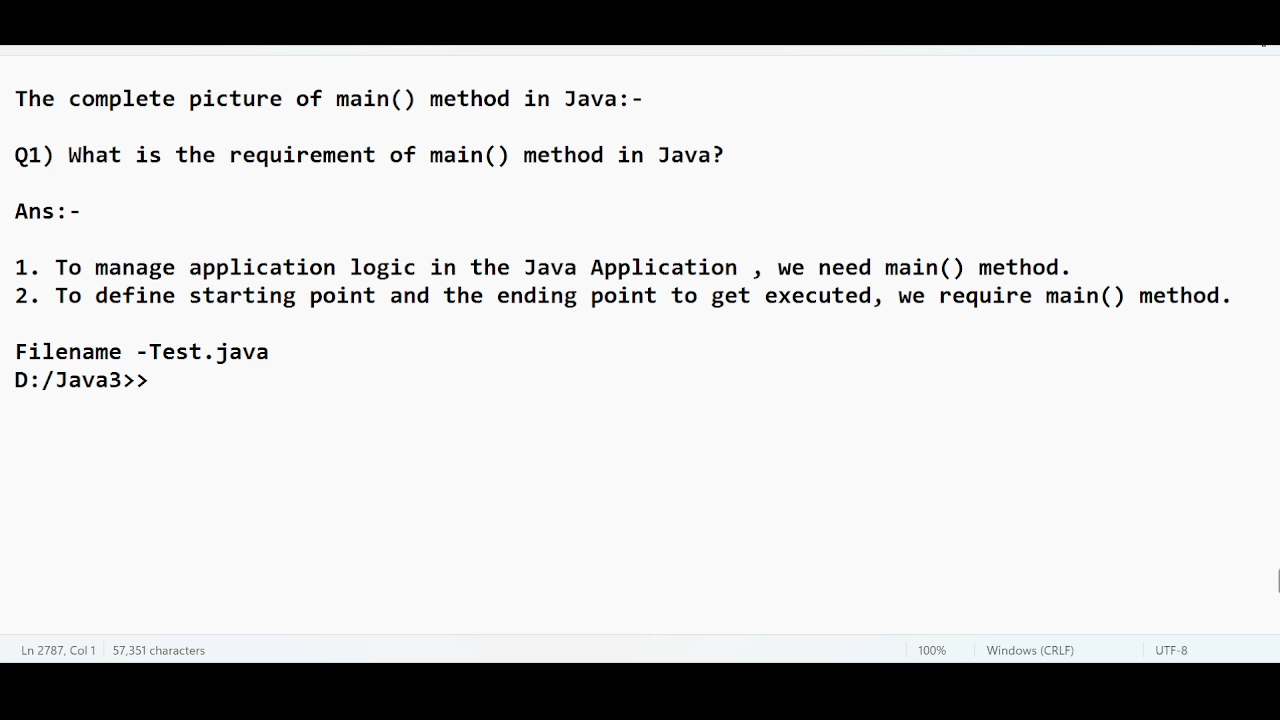 The complete picture of main() method in Java:-
Q1) What is the requirement of main() method in Java?
Ans:-
1. To manage application logic in the Java Application , we need main() method.
2. To define starting point and the ending point to get executed, we require main() method.
Filename -Test.java
D:/Java3>>
Ln 2787, Col 1 57,351 characters 100% Windows (CRLF) UTF-8